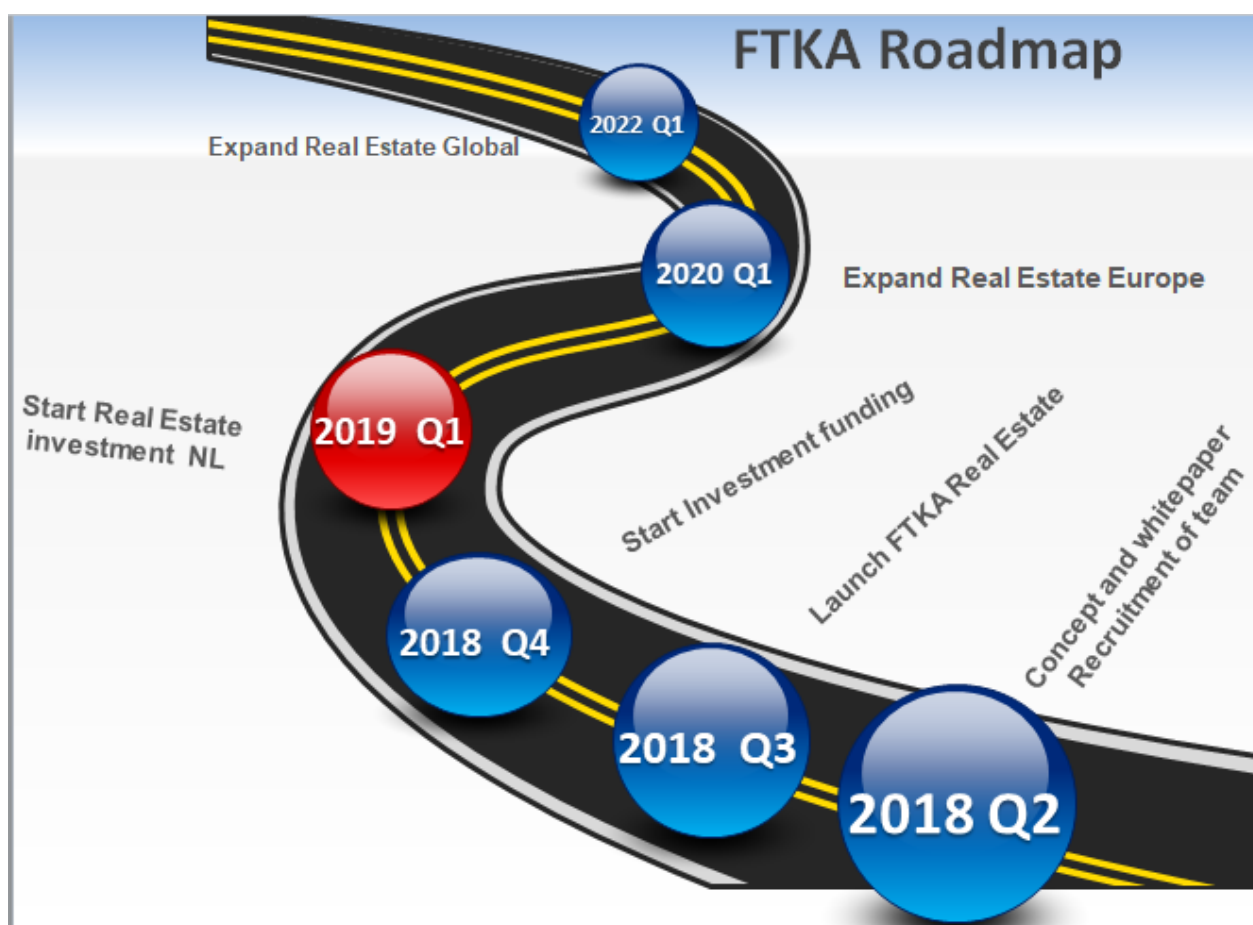 FTKA Roadmap
2022 Q1
Expand Real Estate Global
2020 Q1
Expand Real Estate Europe
2019 Q1
Start Real Estate
investment NL
Start Investment funding
Launch FTKA Real Estate
Concept and whitepaper
Recruitment of team
2018 Q4
2018 Q3
2018 Q2